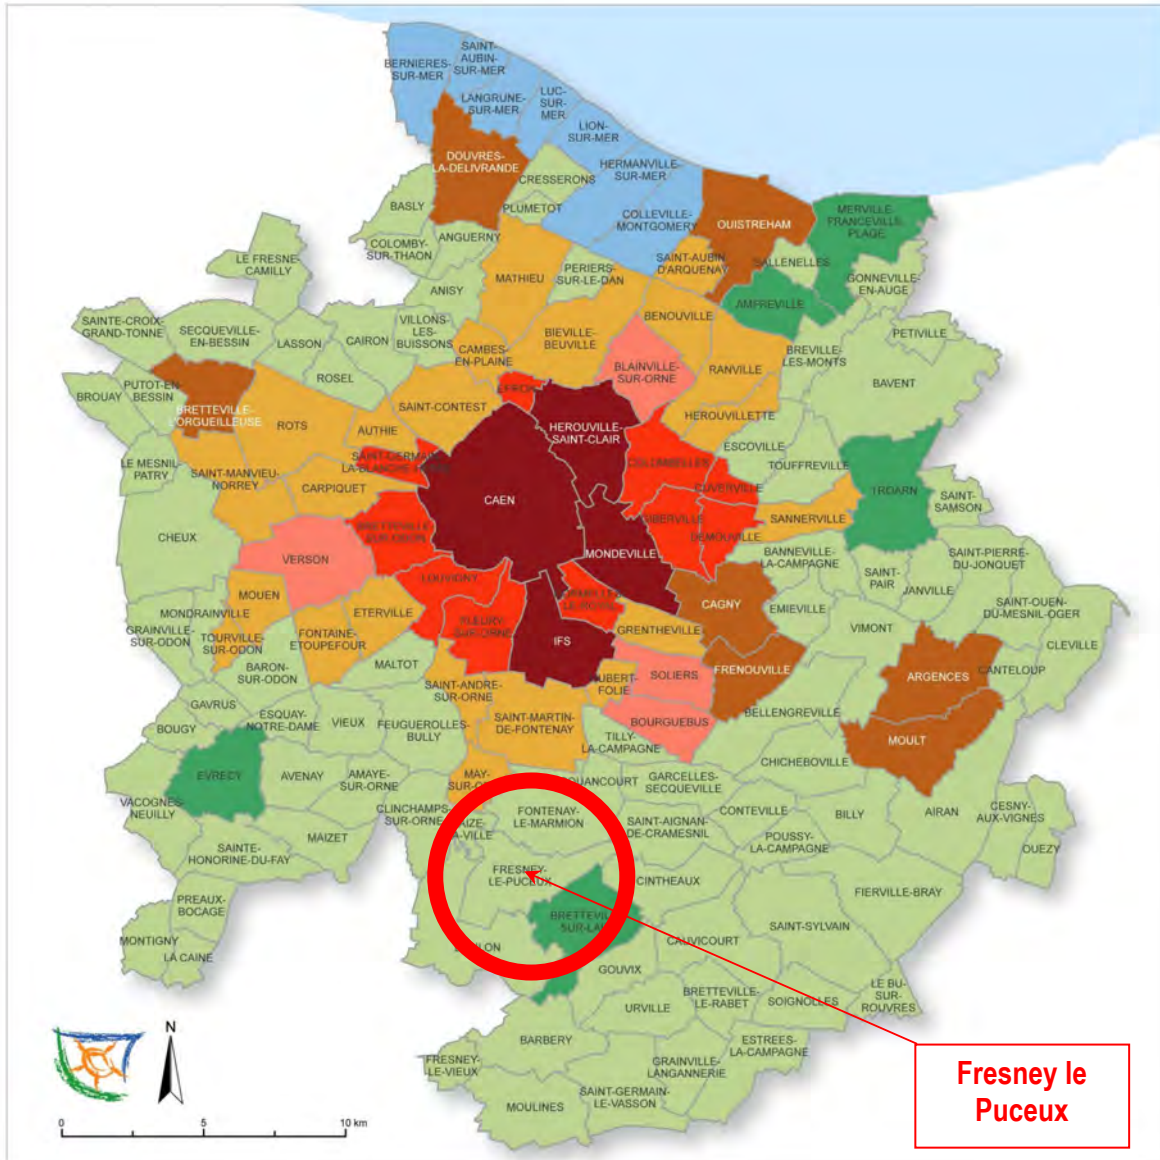 BERNIERES-
SUR-MER
SAINT-
AUBIN-
SUR-MER
LANGRUNE-
SUR-MER
LUC-
SUR-
MER
LION-
SUR-MER
HERMANVILLE-
SUR-MER
DOUVRES-
LA-DELIVRANDE
CRESSERONS
PLUMETOT
COLLEVILLE-
MONTGOMERY
OUISTREHAM
MERVILLE-
FRANCEVILLE-
PLAGE
BASLY
COLOMBY-
SUR-THAON
ANGUERNY
SAINT-AUBIN
D'ARQUENAY
GONNEVILLE-
EN-AUGE
LE FRESNE-
CAMILLY
ANISY
MATHIEU
PERIERS-
SUR-LE-DAN
AMFREVILLE
BENOUVILLE
PETIVILLE
SAINTE-CROIX-
GRAND-TONNE
SECQUEVILLE-
EN-BESSIN
LASSON
CAIRON
VILLONS-
LES-
BUISSONS
CAMBES-
EN-PLAINE
BIEVILLE-
BEUVILLE
BLAINVILLE-
SUR-ORNE
RANVILLE
BREVILLE-
LES-MONTS
BAVENT
ROSEL
PUTOT-EN-
BESSIN
BROUAY
BRETTEVILLE-
L'ORGUEILLEUSE
ROTS
SAINT-CONTEST
AUTHIE
HEROUVILLE-
SAINT-CLAIR
HEROUVILLETTE
ESCOVILLE
TOUFFREVILLE
LE MESNIL-
PATRY
SAINT-MANVIEU-
NORREY
CARPIQUET
CAEN
CUVERVILLE
SANNERVILLE
SAINT-
SAMSON
CHEUX
VERSON
MONDEVILLE
DEMOUVILLE
BANNEVILLE-
LA-CAMPAGNE
SAINT-
PAIR
JANVILLE
SAINT-PIERRE-
DU-JONQUET
MOUEN
MONDRAINVILLE
GRAINVILLE-
SUR-ODON
TOURVILLE-
SUR-ODON
ETERVILLE
FONTAINE-
ETOUPEFOUR
LOUVIGNY
FLEURY-
SUR-ORNE
IFS
GRENTHEVILLE
CAGNY
EMIEVILLE
VIMONT
SAINT-OUEN-
DU-MESNIL-OGER
CLEVILLE
BARON-
SUR-ODON
MALTOT
SAINT-ANDRE-
SUR-ORNE
SOLIERS
FRENOUVILLE
ARGENCES
CANTELOUP
GAVRUS
BOUGY
ESQUAY-
NOTRE-DAME
VIEUX
FEUGUEROLLES-
BULLY
SAINT-MARTIN-
DE-FONTENAY
BOURGUEBUS
TILLY-
LA-CAMPAGNE
BELLENGREVILLE
MOULT
EVRECY
AVENAY
AMAYE-
SUR-ORNE
GARCELLES-
SECQUEVILLE
CHICHEBOVILLE
VACOGNES-
NEUILLY
CLINCHAMPS-
SUR-ORNE
FONTENAY-
LE-MARMION
SAINT-AIGNAN-
DE-CRAMESNIL
CONTEVILLE
BILLY
AIRAN
CESNY-
AUX-VIGNES
OUEZY
MAIZET
SAINTE-
HONORINE-DU-FAY
POUSSY-
LA-CAMPAGNE
FRESNEY-
LE-PUCEUX
CINTHEAUX
FIERVILLE-BRAY
PREAUX-
BOCAGE
SAINT-SYLVAIN
MONTIGNY
LA CAINE
CAUVICOURT
GOUVIX
URVILLE
BRETTEVILLE-
LE-RABET
SOIGNOLLES
LE BU-
SUR-
ROUVRES
N
BARBERY
ESTREES-
LA-CAMPAGNE
FRESNEY-
LE-VIEUX
GRAINVILLE-
LANGANNERIE
MOULINES
SAINT-GERMAIN-
LE-VASSON
0 5 10 km
Fresney le
Puceux